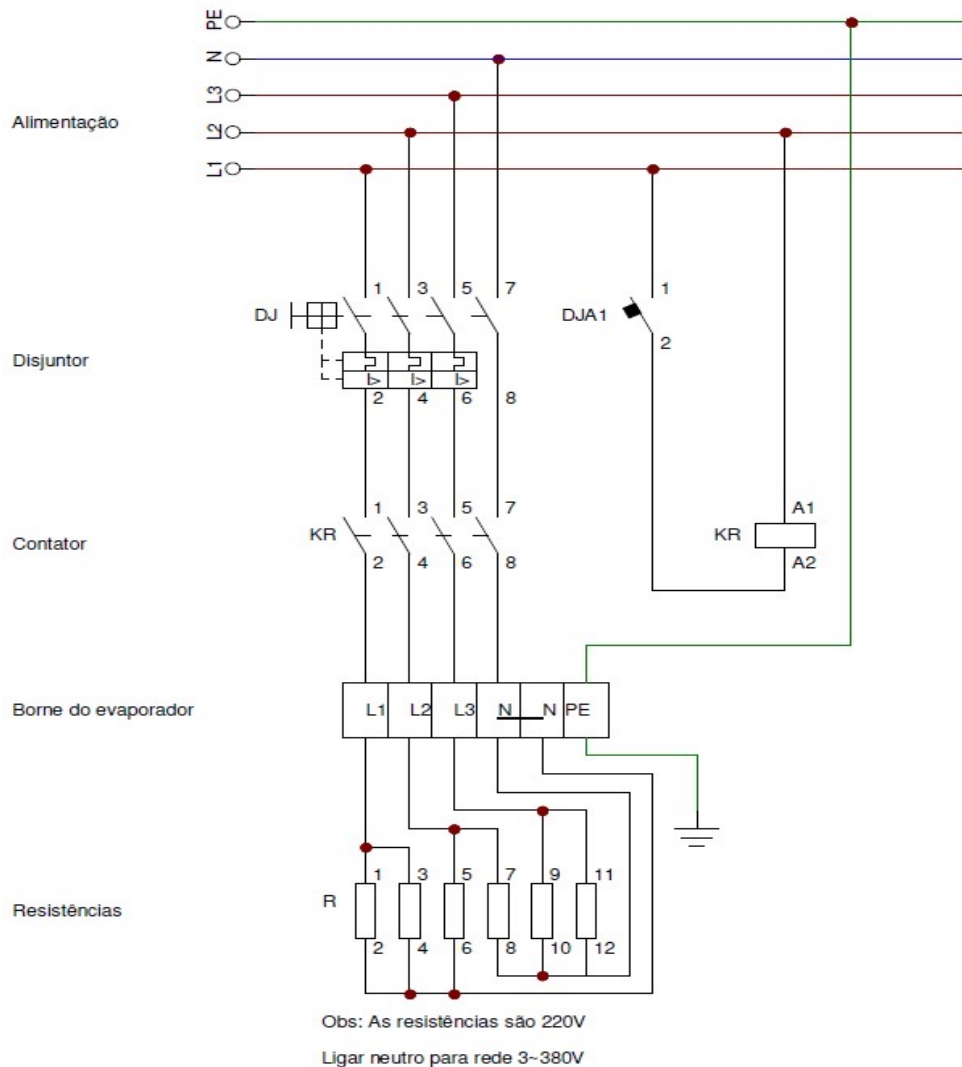 PE
N
L3
Alimentação
L2
L1
1 3 5 7 1
DJ DJA1
2
Disjuntor
I> I> I>
2 4 6 8
1 3 5 7 A1
KR KR
Contator
2 4 6 8 A2
Borne do evaporador L1 L2 L3 N N PE
1 3 5 7 9 11
Resistências R
2 4 6 8 10 12
Obs: As resistências são 220V
Ligar neutro para rede 3~380V